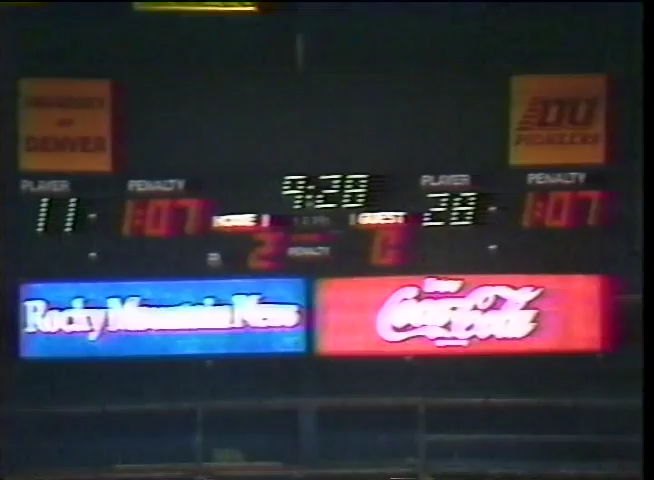 UNIVERSITY
OF
DENVER
DU
PIONEERS
PLAYER PENALTY 9:28 PLAYER PENALTY
11 1:07 HOME GUEST 28 1:07
2 PENALTY 0
Rocky Mountain News
Coca-Cola